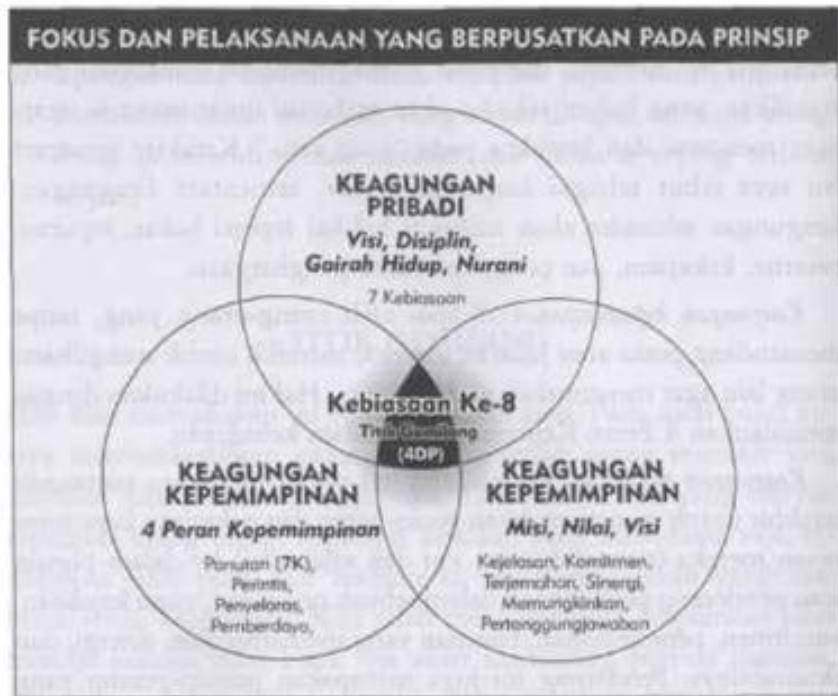 FOKUS DAN PELAKSANAAN YANG BERPUSATKAN PADA PRINSIP
KEAGUNGAN
PRIBADI
Visi, Disiplin,
Gairah Hidup, Nurani
7 Kebiasaan
Kebiasaan Ke-8
(4DP)
KEAGUNGAN
KEPEMIMPINAN
4 Peran Kepemimpinan
Panutan (7K),
Perintis,
Penyelaras,
Pemberdaya,
KEAGUNGAN
KEPEMIMPINAN
Misi, Nilai, Visi
Kejelasan, Komitmen,
Terjemahan, Sinergi,
Memungkinkan,
Pertanggungjawaban